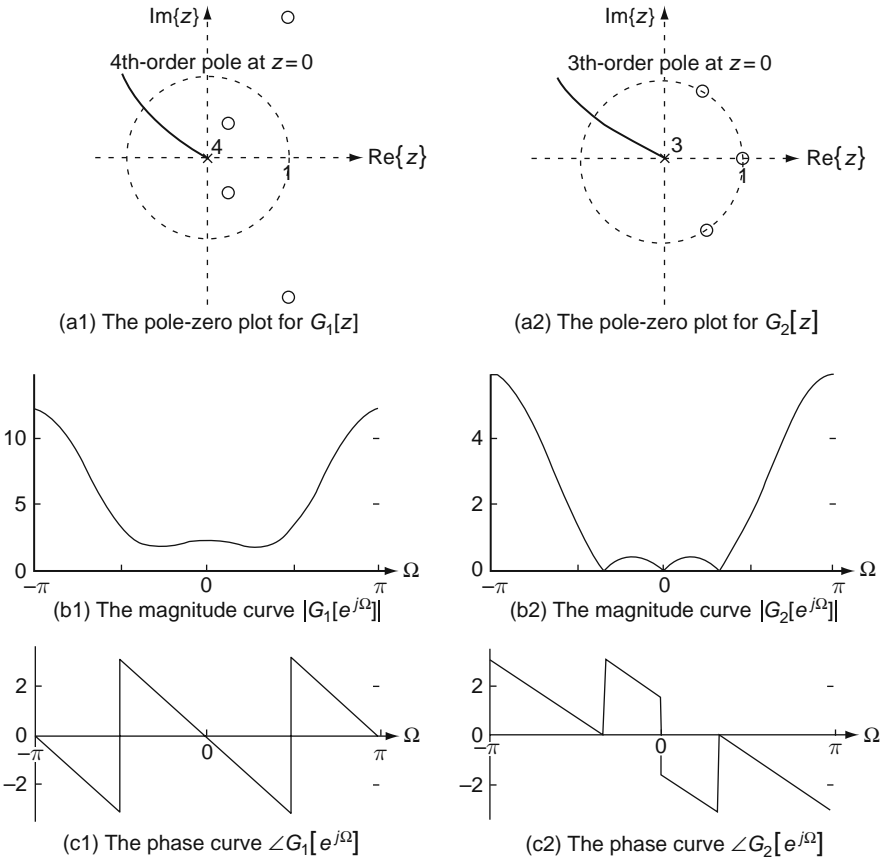 Im{z}
4th-order pole at z=0
4
1
Re{z}
(a1) The pole-zero plot for G₁[z]
Im{z}
3th-order pole at z=0
3
1
Re{z}
(a2) The pole-zero plot for G₂[z]
10
5
0
−π
0
π
Ω
(b1) The magnitude curve |G₁[e^{jΩ}]|
4
2
0
−π
0
π
Ω
(b2) The magnitude curve |G₂[e^{jΩ}]|
2
0
−2
−π
0
π
Ω
(c1) The phase curve ∠G₁[e^{jΩ}]
2
0
−2
−π
0
π
Ω
(c2) The phase curve ∠G₂[e^{jΩ}]